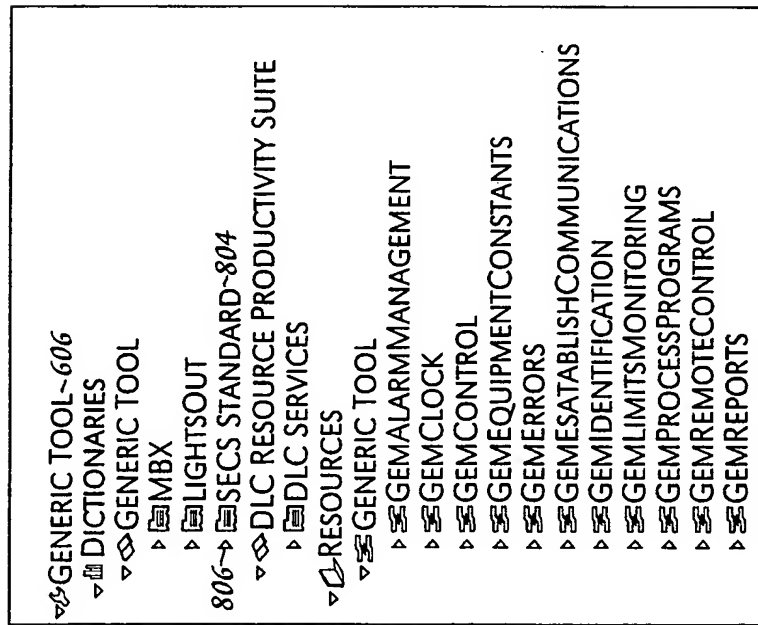 GENERIC TOOL~606
DICTIONARIES
GENERIC TOOL
MBX
LIGHTSOUT
806→SECS STANDARD~804
DLC RESOURCE PRODUCTIVITY SUITE
DLC SERVICES
RESOURCES
GENERIC TOOL
GEMALARMMANAGEMENT
GEMCLOCK
GEMCONTROL
GEMEQUIPMENTCONSTANTS
GEMERRORS
GEMESATABLISHCOMMUNICATIONS
GEMIDENTIFICATION
GEMLIMITSMONITORING
GEMPROCESSPROGRAMS
GEMREMOTECONTROL
GEMREPORTS